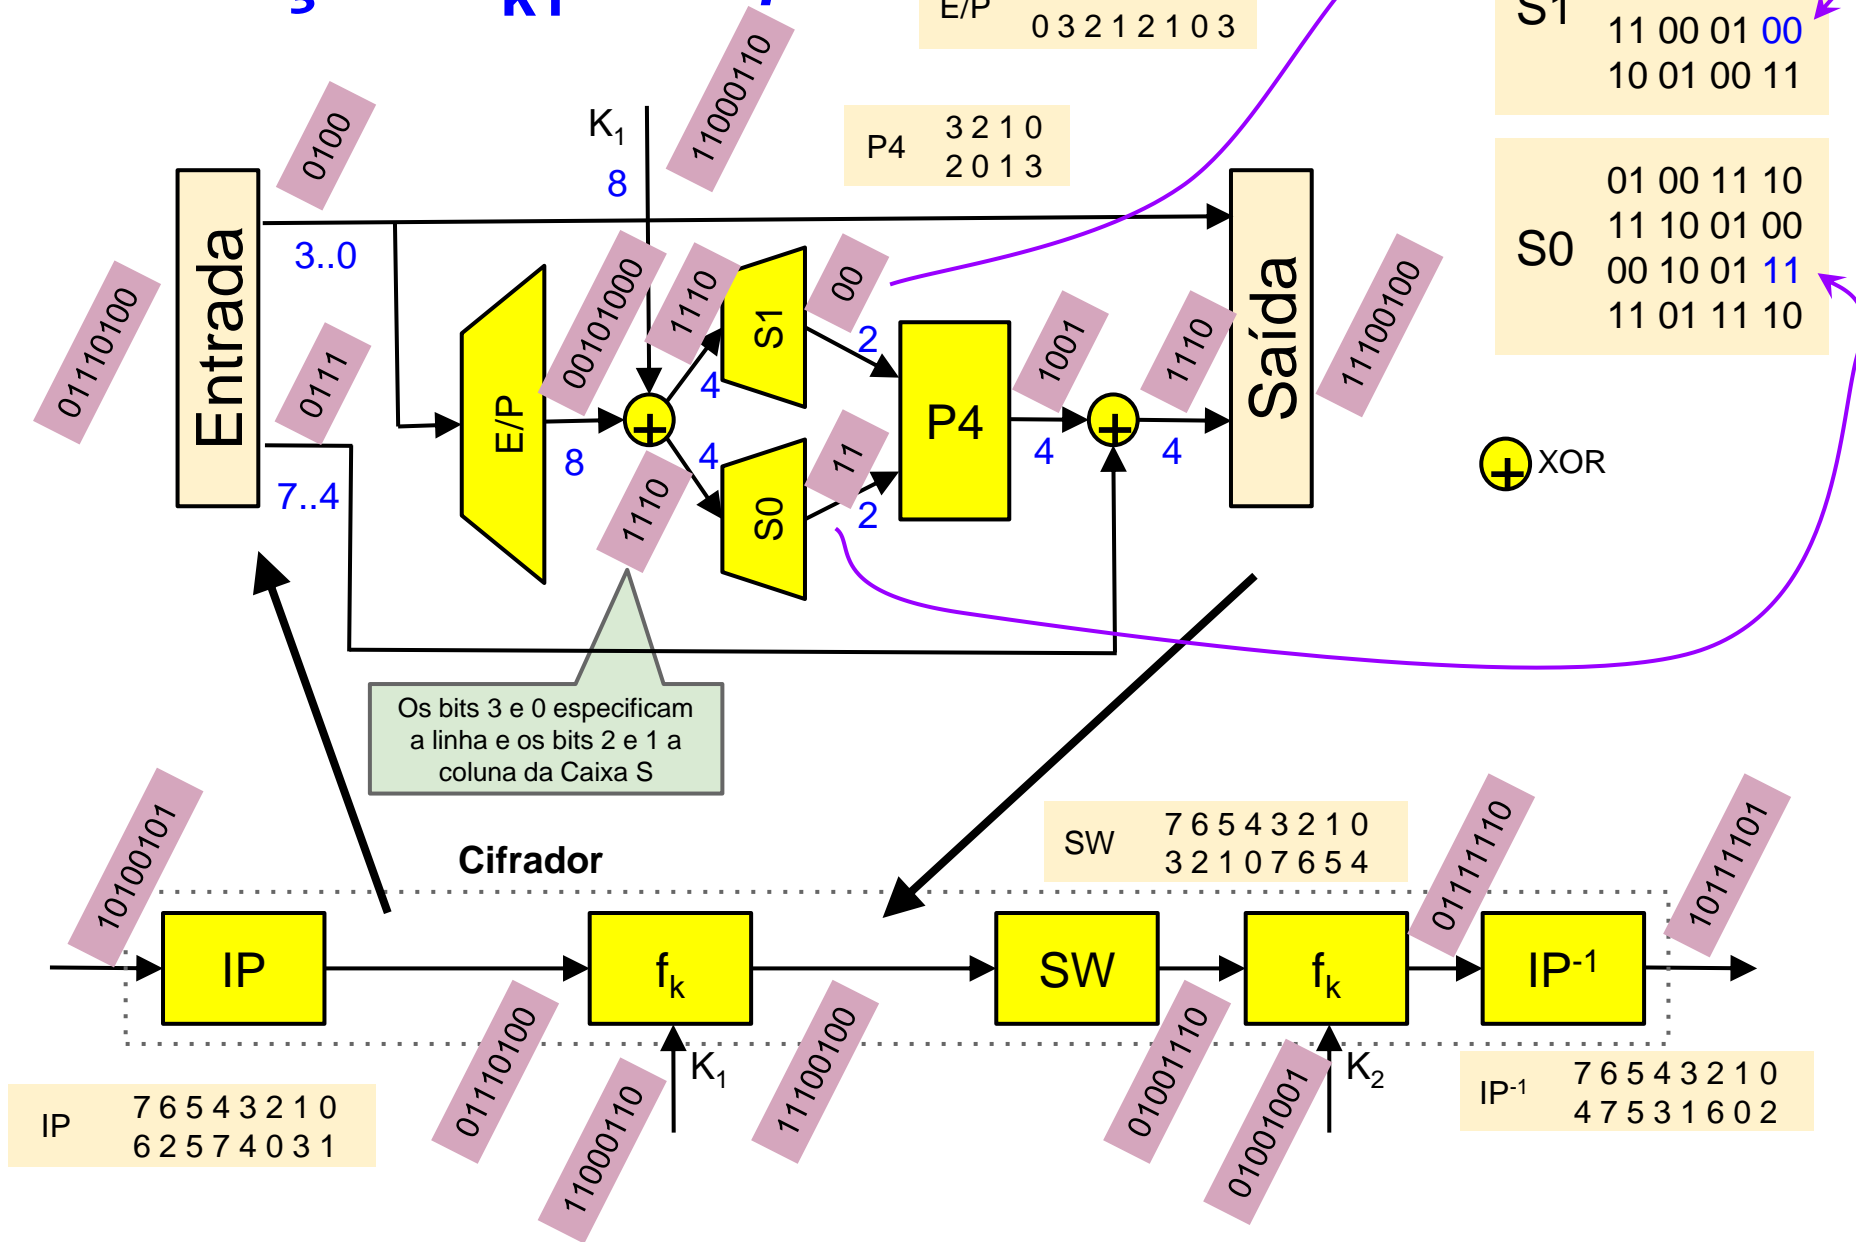 K1
E/P
0 3 2 1 2 1 0 3
S1
11 00 01 00
10 01 00 11
0100
K1
8
11000110
P4
3 2 1 0
2 0 1 3
S0
01 00 11 10
11 10 01 00
00 10 01 11
11 01 11 10
01110100
Entrada
3..0
0111
7..4
E/P
00101000
8
1110
4
S1
00
2
1110
4
S0
11
2
P4
1001
4
1110
4
Saída
11100100
XOR
Os bits 3 e 0 especificam
a linha e os bits 2 e 1 a
coluna da Caixa S
10100101
Cifrador
SW
7 6 5 4 3 2 1 0
3 2 1 0 7 6 5 4
01111110
10111101
IP
fk
SW
fk
IP-1
01110100
11000110
K1
11100100
01001110
01001001
K2
IP
7 6 5 4 3 2 1 0
6 2 5 7 4 0 3 1
IP-1
7 6 5 4 3 2 1 0
4 7 5 3 1 6 0 2